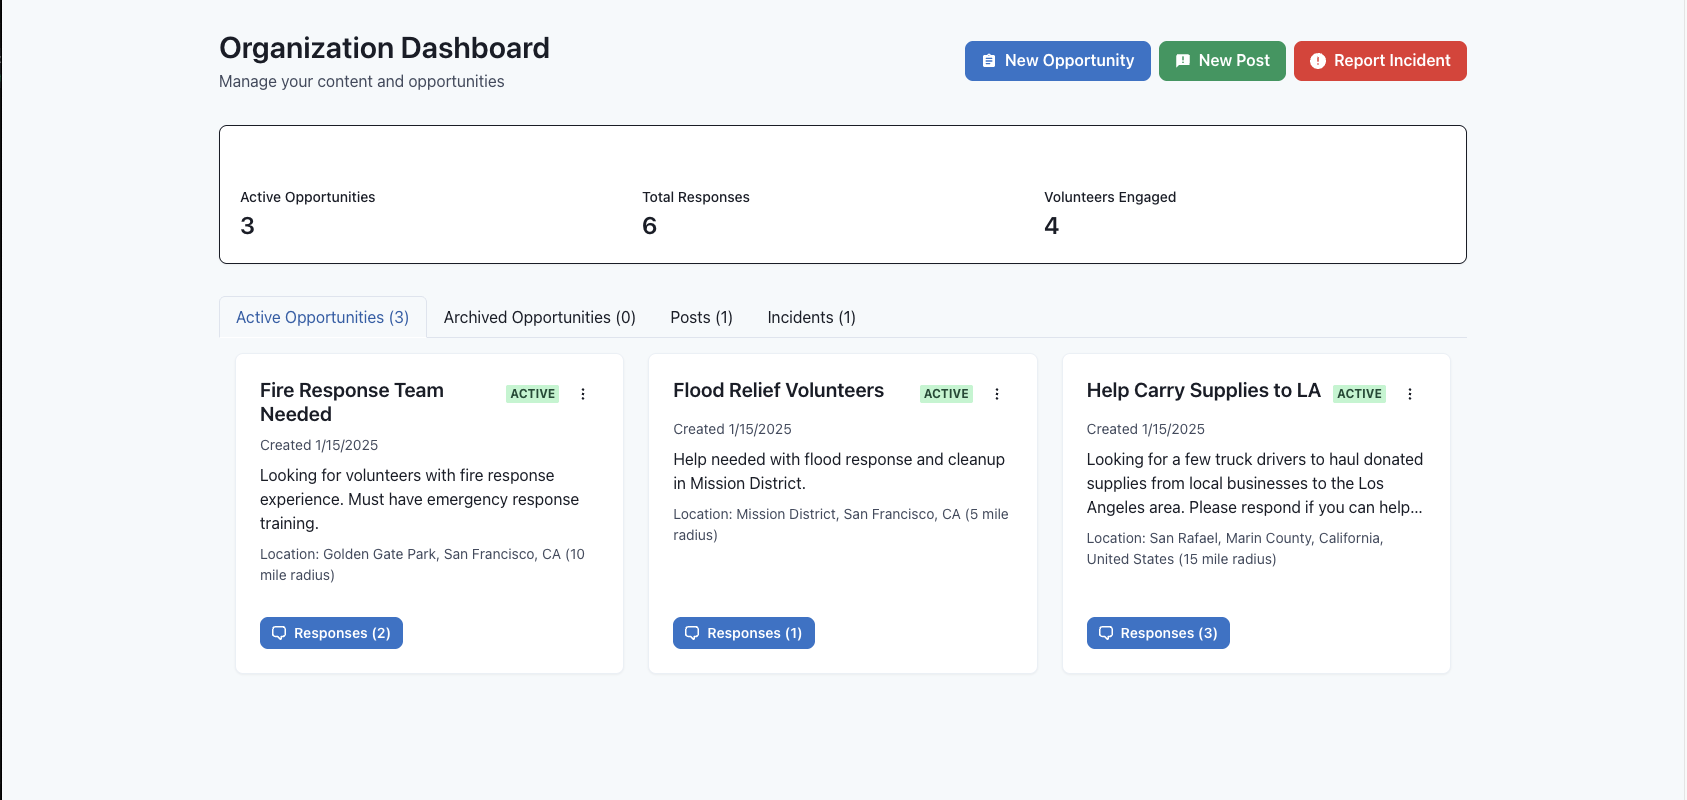 Organization Dashboard
Manage your content and opportunities
New Opportunity
New Post
Report Incident
Active Opportunities
3
Total Responses
6
Volunteers Engaged
4
Active Opportunities (3)
Archived Opportunities (0)
Posts (1)
Incidents (1)
Fire Response Team
Needed
ACTIVE
Created 1/15/2025
Looking for volunteers with fire response
experience. Must have emergency response
training.
Location: Golden Gate Park, San Francisco, CA (10
mile radius)
Responses (2)
Flood Relief Volunteers
ACTIVE
Created 1/15/2025
Help needed with flood response and cleanup
in Mission District.
Location: Mission District, San Francisco, CA (5 mile
radius)
Responses (1)
Help Carry Supplies to LA
ACTIVE
Created 1/15/2025
Looking for a few truck drivers to haul donated
supplies from local businesses to the Los
Angeles area. Please respond if you can help...
Location: San Rafael, Marin County, California,
United States (15 mile radius)
Responses (3)